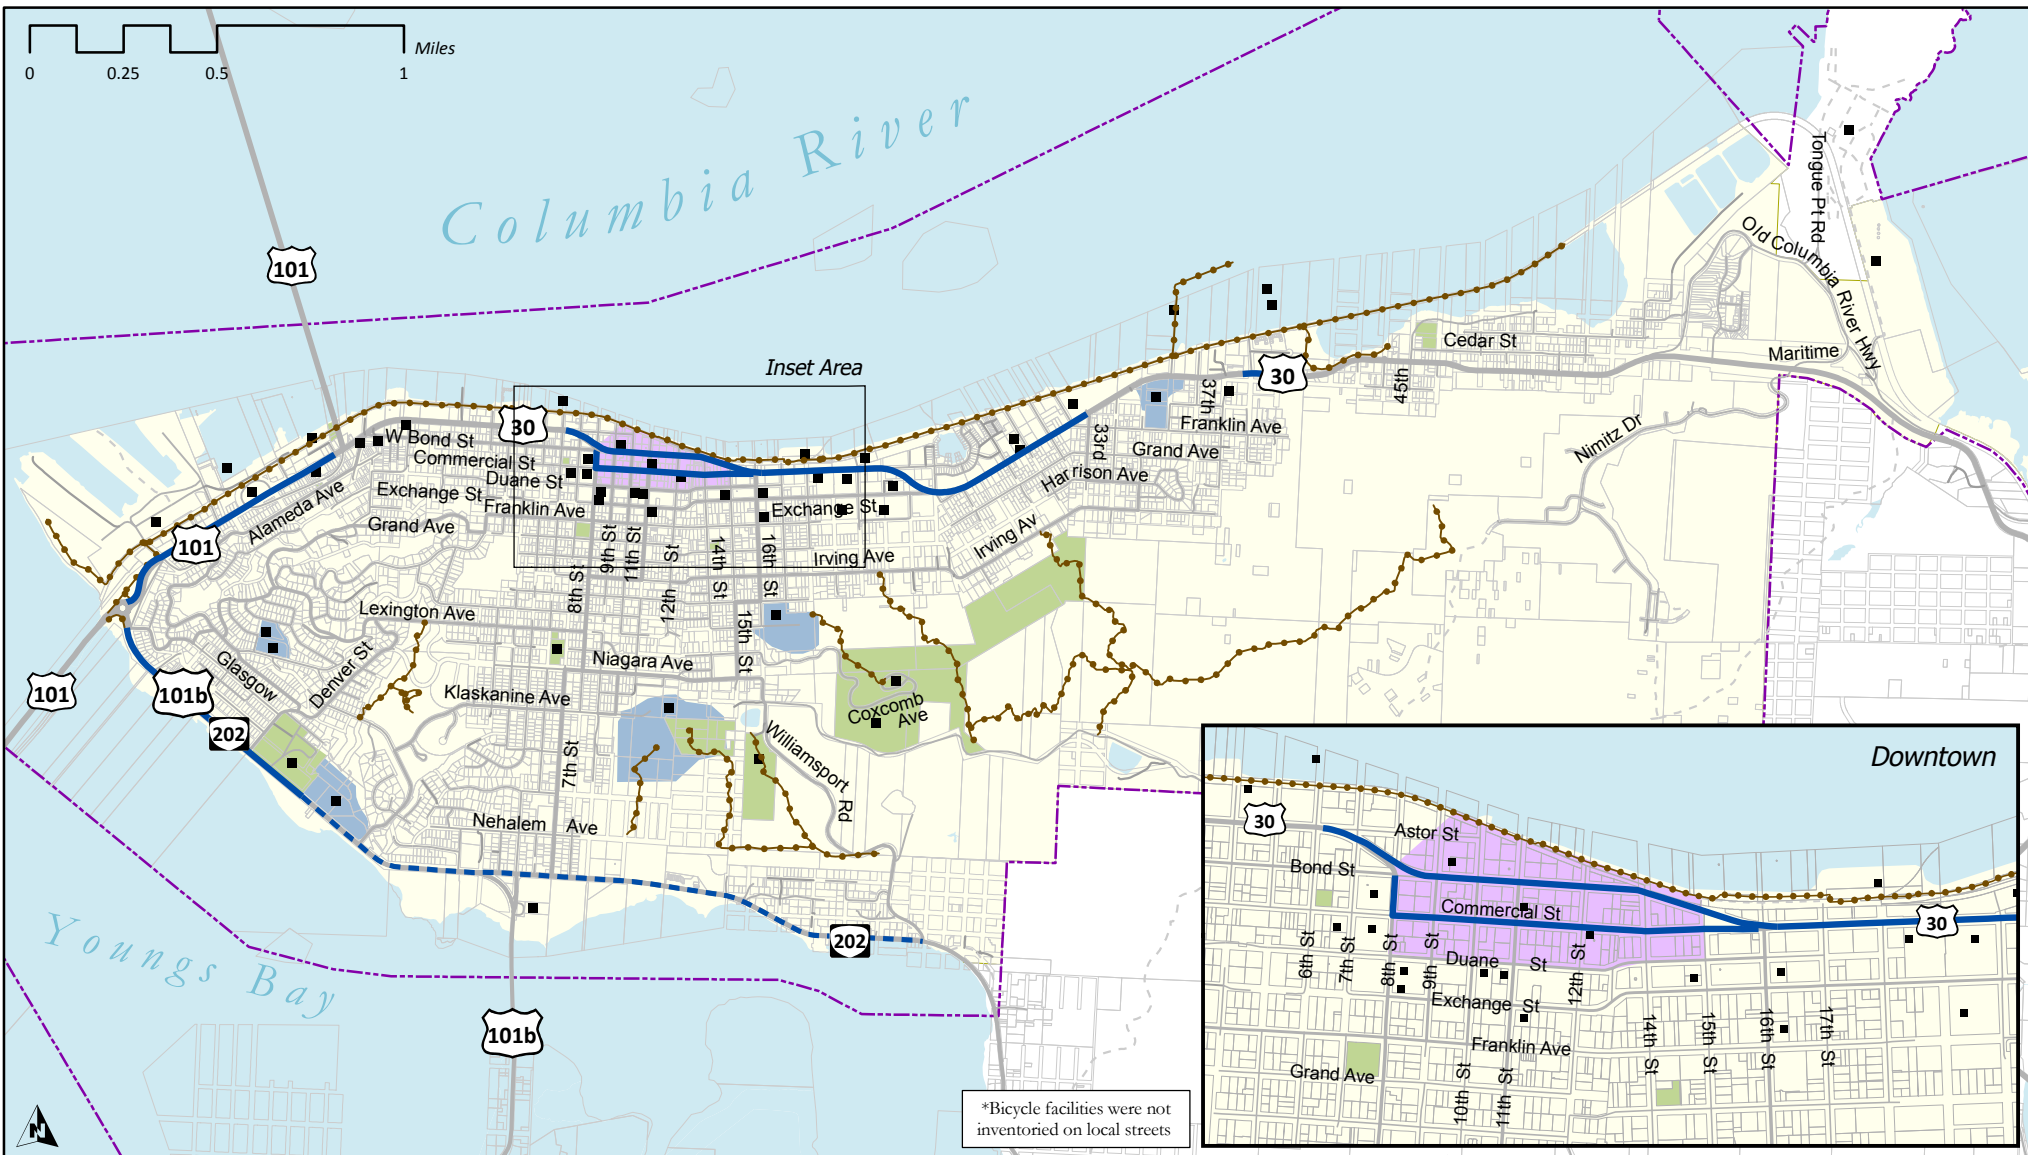 Miles
0
0.25
0.5
1
Columbia River
101
Inset Area
30
W Bond St
Commercial St
Duane St
Exchange St
Franklin Ave
Grand Ave
Alameda Ave
101
Exchange St
Irving Ave
Irving Av
Harrison Ave
Grand Ave
Franklin Ave
33rd
37th
30
45th
Cedar St
Maritime
Old Columbia River Hwy
Tongue Pt Rd
Nimitz Dr
8th St
9th St
11th St
12th St
14th St
16th St
15th St
Lexington Ave
Niagara Ave
Klaskanine Ave
Glasgow
Denver St
101
101b
202
7th St
Coxcomb
Ave
Williamsport Rd
Nehalem Ave
202
Youngs Bay
101b
*Bicycle facilities were not
inventoried on local streets
N
Downtown
30
Astor St
Bond St
Commercial St
30
6th St
7th St
8th St
9th St
Duane St
12th St
Exchange St
Franklin Ave
Grand Ave
10th St
11th St
14th St
15th St
16th St
17th St